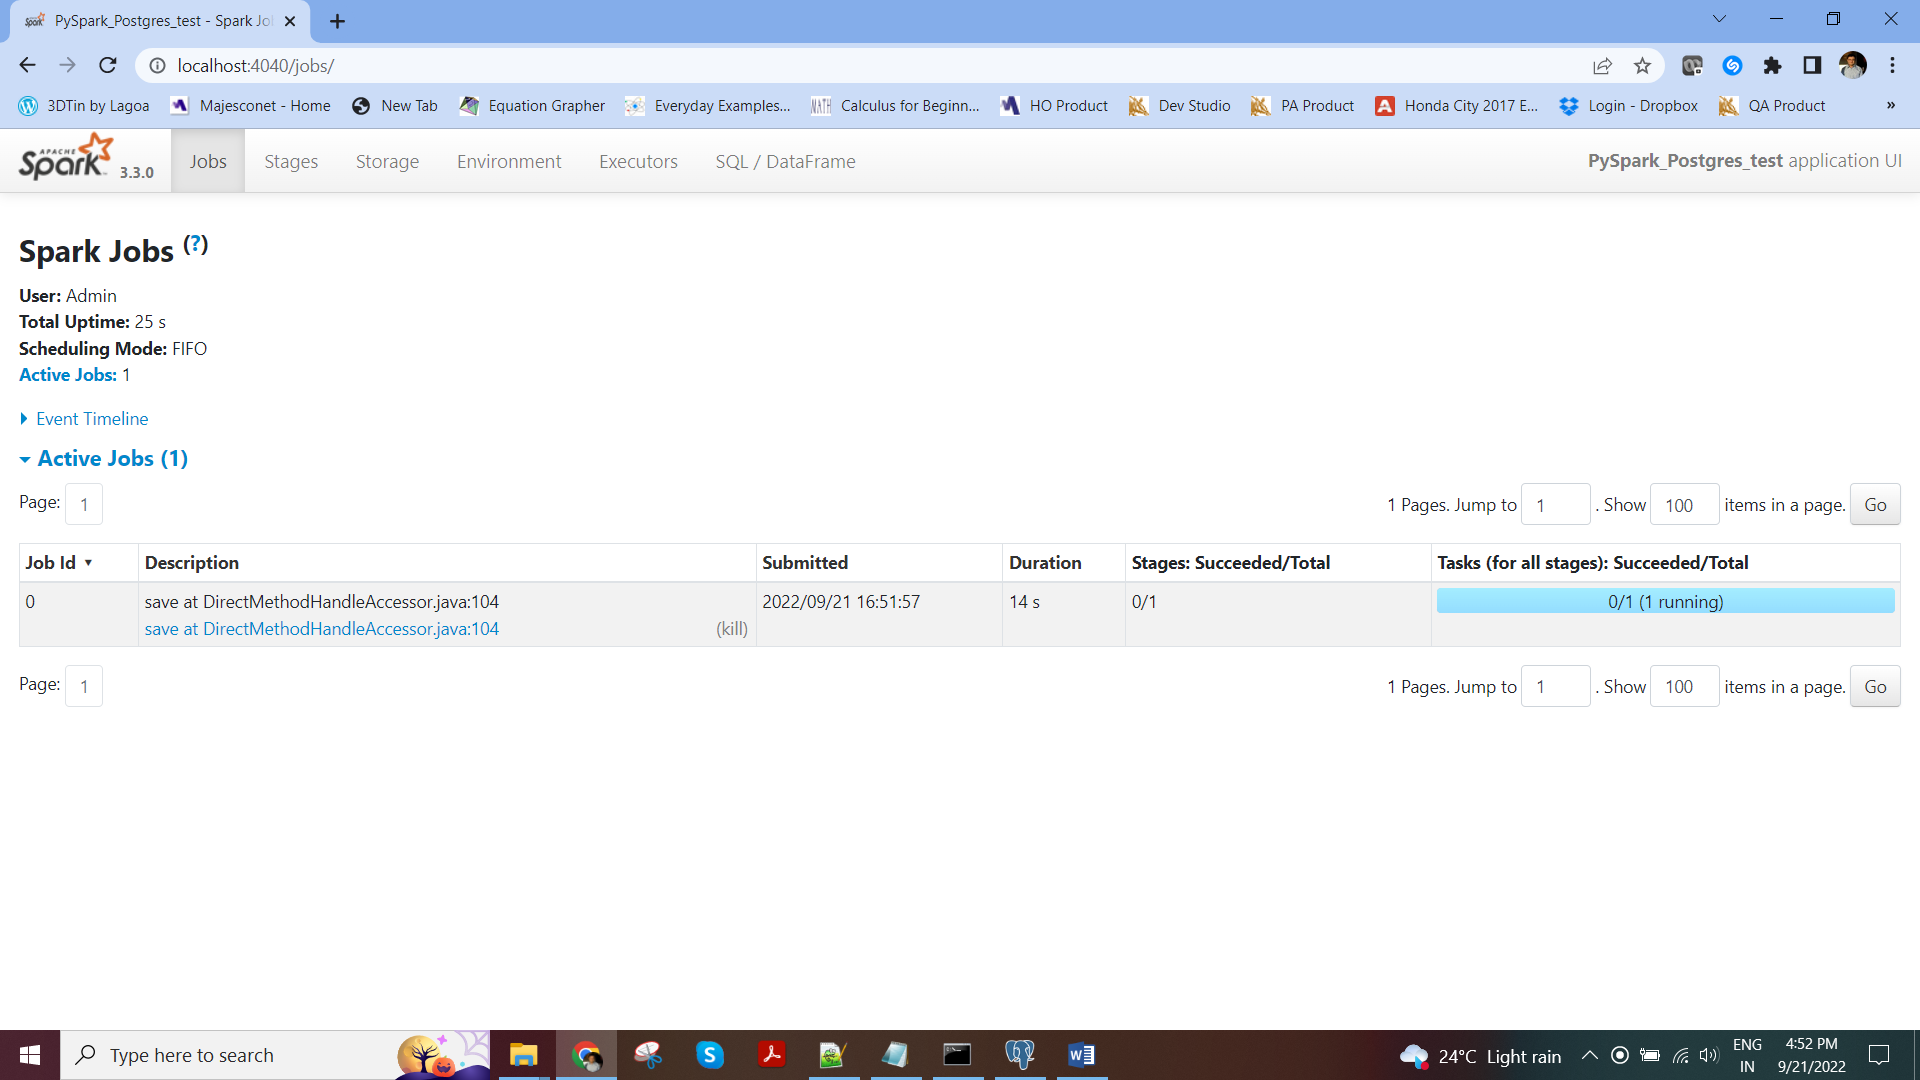 PySpark_Postgres_test - Spark Jo
localhost:4040/jobs/
3DTin by Lagoa
Majesconet - Home
New Tab
Equation Grapher
Everyday Examples...
MATH
Calculus for Beginn...
HO Product
Dev Studio
PA Product
Honda City 2017 E...
Login - Dropbox
QA Product
»
APACHE Spark 3.3.0
Jobs
Stages
Storage
Environment
Executors
SQL / DataFrame
PySpark_Postgres_test application UI
Spark Jobs (?)
User: Admin
Total Uptime: 25 s
Scheduling Mode: FIFO
Active Jobs: 1
Event Timeline
Active Jobs (1)
Page: 1
1 Pages. Jump to 1 . Show 100 items in a page. Go
Job Id Description Submitted Duration Stages: Succeeded/Total Tasks (for all stages): Succeeded/Total
0 save at DirectMethodHandleAccessor.java:104 2022/09/21 16:51:57 14 s 0/1 0/1 (1 running)
save at DirectMethodHandleAccessor.java:104 (kill)
Page: 1
1 Pages. Jump to 1 . Show 100 items in a page. Go
Type here to search
24°C Light rain
ENG
IN
4:52 PM
9/21/2022